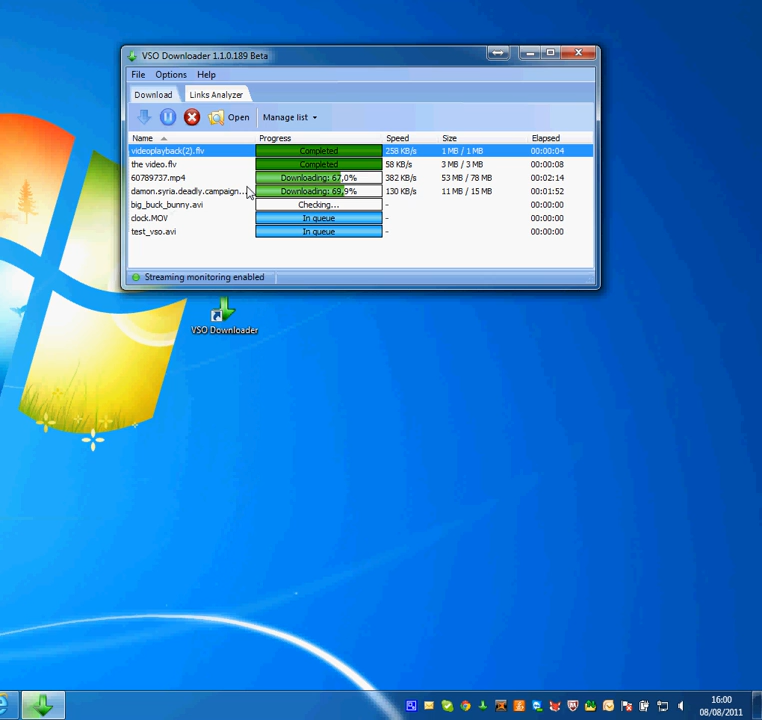 VSO Downloader 1.1.0.189 Beta
File Options Help
Download Links Analyzer
Open Manage list
Name Progress Speed Size Elapsed
videoplayback(2).flv Completed 258 KB/s 1 MB / 1 MB 00:00:04
the video.flv Completed 58 KB/s 3 MB / 3 MB 00:00:08
60789737.mp4 Downloading: 67,0% 382 KB/s 53 MB / 78 MB 00:02:14
damon.syria.deadly.campaign... Downloading: 69,9% 130 KB/s 11 MB / 15 MB 00:01:52
big_buck_bunny.avi Checking... - 00:00:00
clock.MOV In queue - 00:00:00
test_vso.avi In queue - 00:00:00
Streaming monitoring enabled
VSO Downloader
16:00
08/08/2011